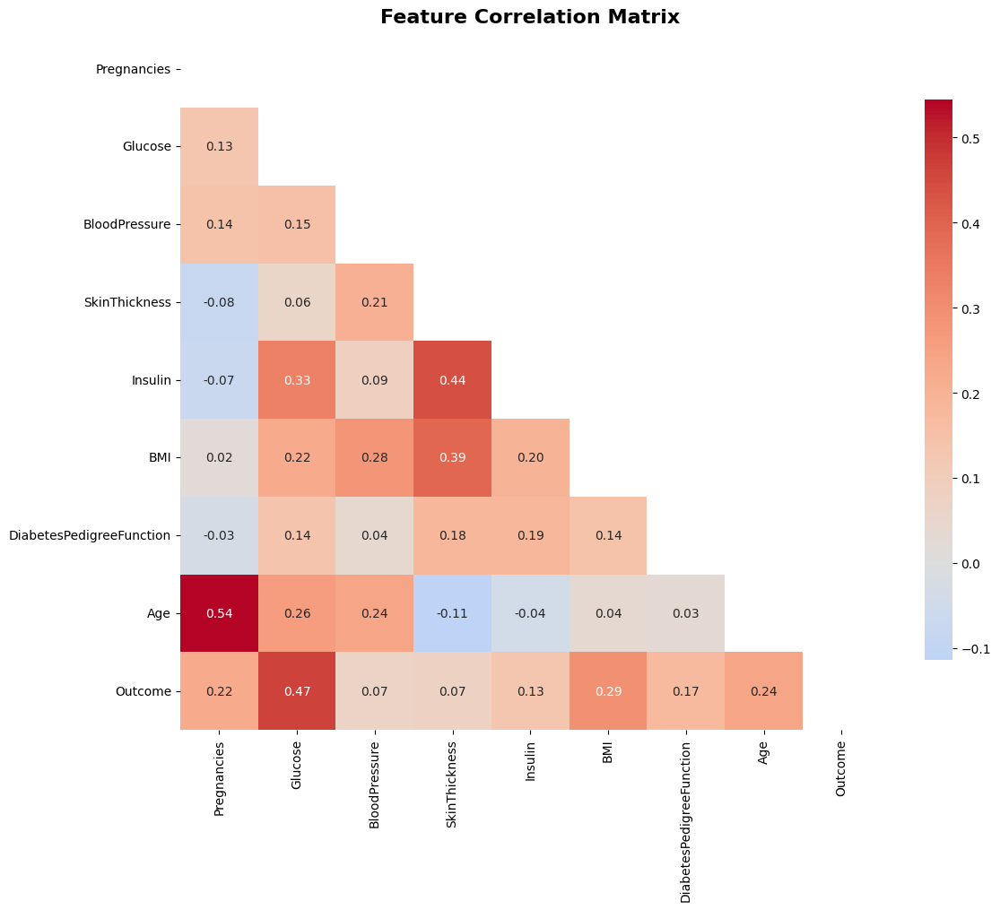 Feature Correlation Matrix
Pregnancies
Glucose 0.13
BloodPressure 0.14 0.15
SkinThickness -0.08 0.06 0.21
Insulin -0.07 0.33 0.09 0.44
BMI 0.02 0.22 0.28 0.39 0.20
DiabetesPedigreeFunction -0.03 0.14 0.04 0.18 0.19 0.14
Age 0.54 0.26 0.24 -0.11 -0.04 0.04 0.03
Outcome 0.22 0.47 0.07 0.07 0.13 0.29 0.17 0.24
Pregnancies
Glucose
BloodPressure
SkinThickness
Insulin
BMI
DiabetesPedigreeFunction
Age
Outcome
0.5
0.4
0.3
0.2
0.1
0.0
−0.1